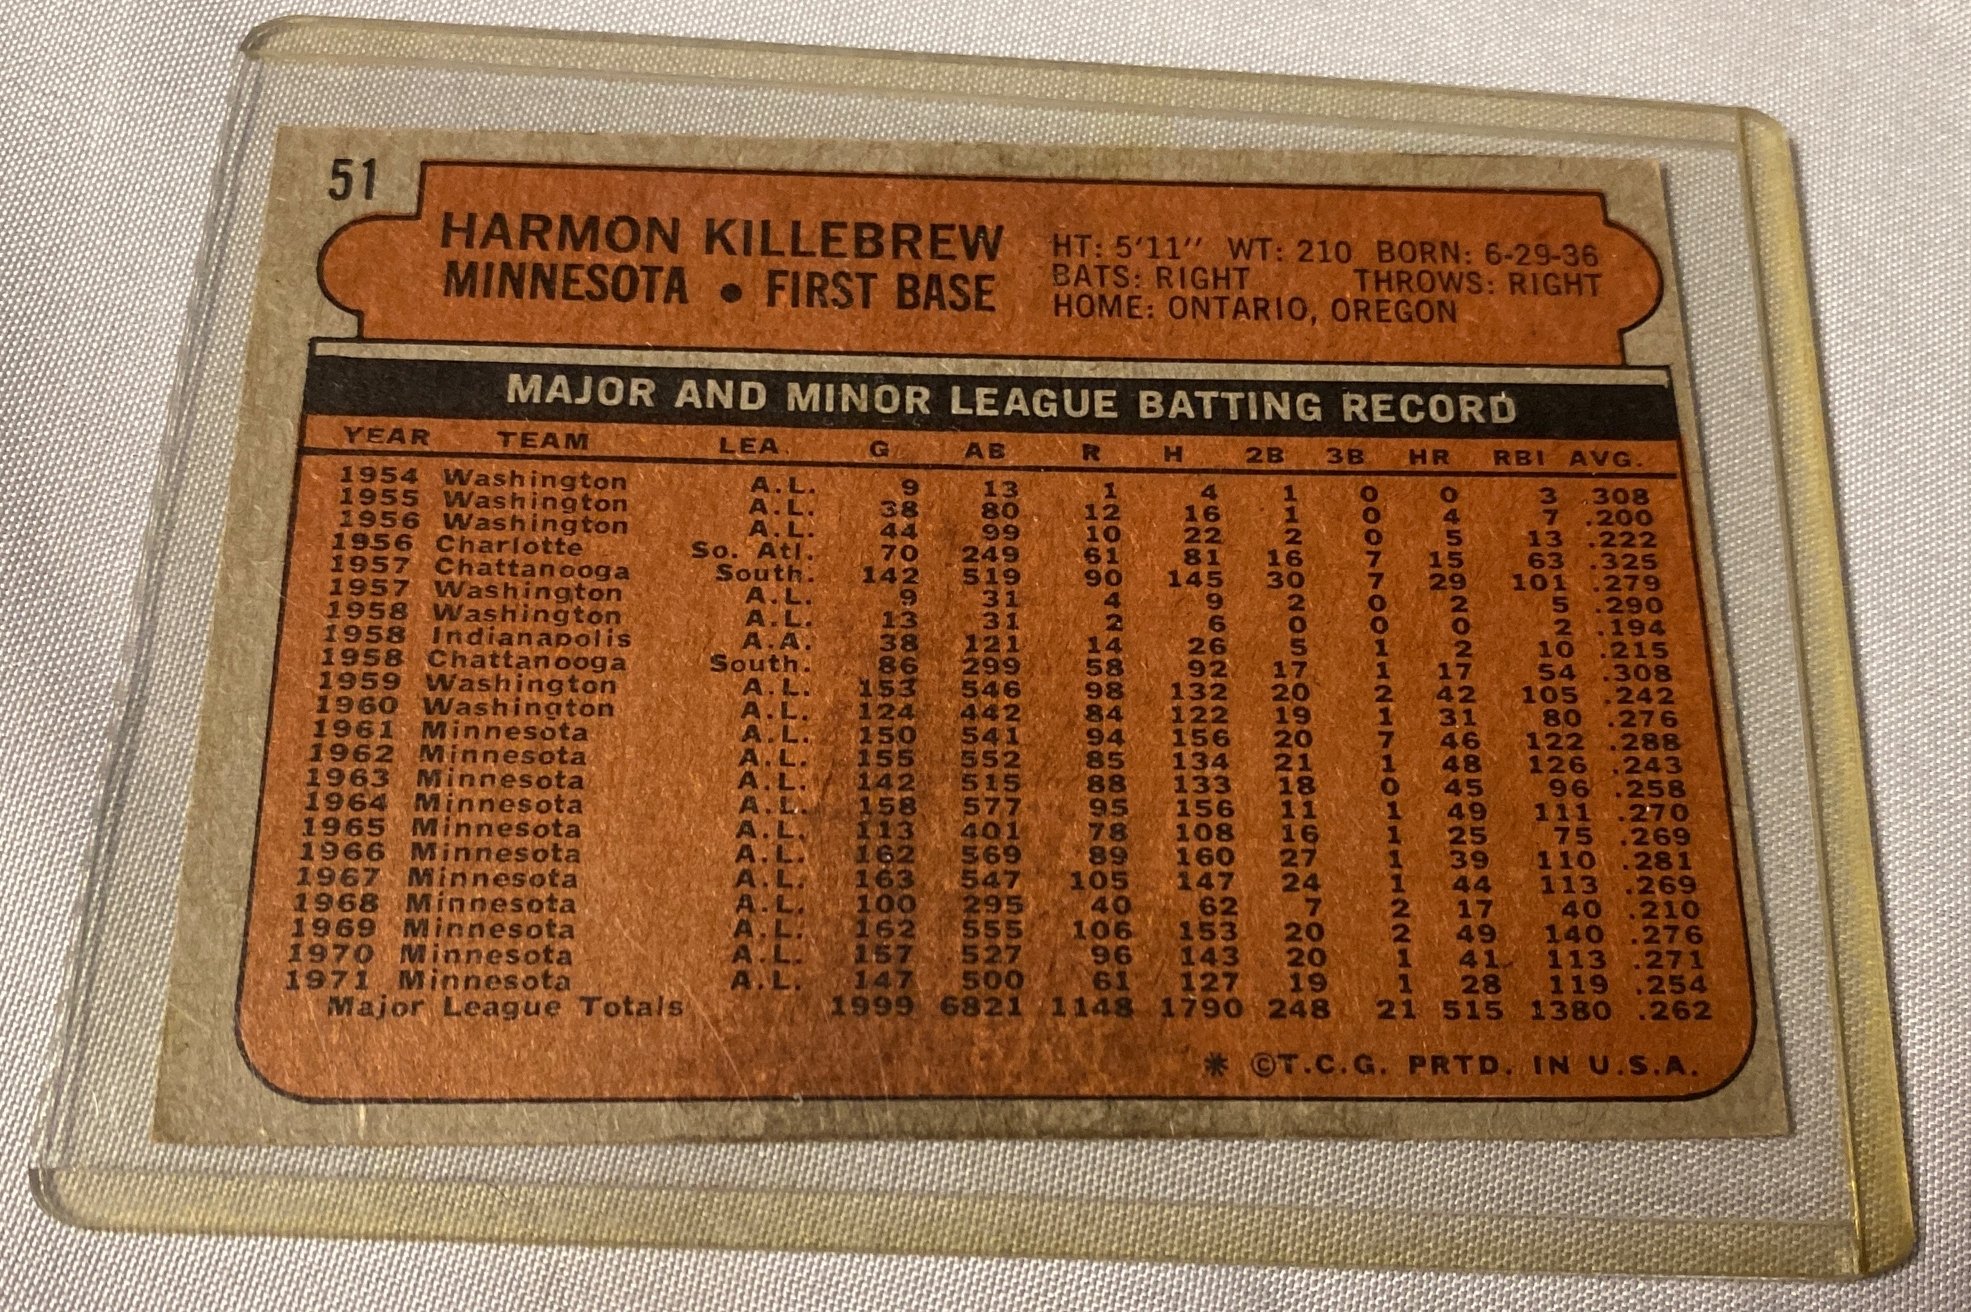 51
HARMON KILLEBREW
MINNESOTA • FIRST BASE
HT: 5'11" WT: 210 BORN: 6-29-36
BATS: RIGHT THROWS: RIGHT
HOME: ONTARIO, OREGON
MAJOR AND MINOR LEAGUE BATTING RECORD
YEAR TEAM LEA. G AB R H 2B 3B HR RBI AVG.
1954 Washington A.L. 9 13 1 4 1 0 0 3 .308
1955 Washington A.L. 38 80 12 16 1 0 4 7 .200
1956 Washington A.L. 44 99 10 22 2 0 5 13 .222
1956 Charlotte So. Atl. 70 249 61 81 16 7 15 63 .325
1957 Chattanooga South. 142 519 90 145 30 7 29 101 .279
1957 Washington A.L. 9 31 4 9 2 0 2 5 .290
1958 Washington A.L. 13 31 2 6 0 0 0 2 .194
1958 Indianapolis A.A. 38 121 14 26 5 1 2 10 .215
1958 Chattanooga South. 86 299 58 92 17 1 17 54 .308
1959 Washington A.L. 153 546 98 132 20 2 42 105 .242
1960 Washington A.L. 124 442 84 122 19 1 31 80 .276
1961 Minnesota A.L. 150 541 94 156 20 7 46 122 .288
1962 Minnesota A.L. 155 552 85 134 21 1 48 126 .243
1963 Minnesota A.L. 142 515 88 133 18 0 45 96 .258
1964 Minnesota A.L. 158 577 95 156 11 1 49 111 .270
1965 Minnesota A.L. 113 401 78 108 16 1 25 75 .269
1966 Minnesota A.L. 162 569 89 160 27 1 39 110 .281
1967 Minnesota A.L. 163 547 105 147 24 1 44 113 .269
1968 Minnesota A.L. 100 295 40 62 7 2 17 40 .210
1969 Minnesota A.L. 162 555 106 153 20 2 49 140 .276
1970 Minnesota A.L. 157 527 96 143 20 1 41 113 .271
1971 Minnesota A.L. 147 500 61 127 19 1 28 119 .254
Major League Totals 1999 6821 1148 1790 248 21 515 1380 .262
* ©T.C.G. PRTD. IN U.S.A.